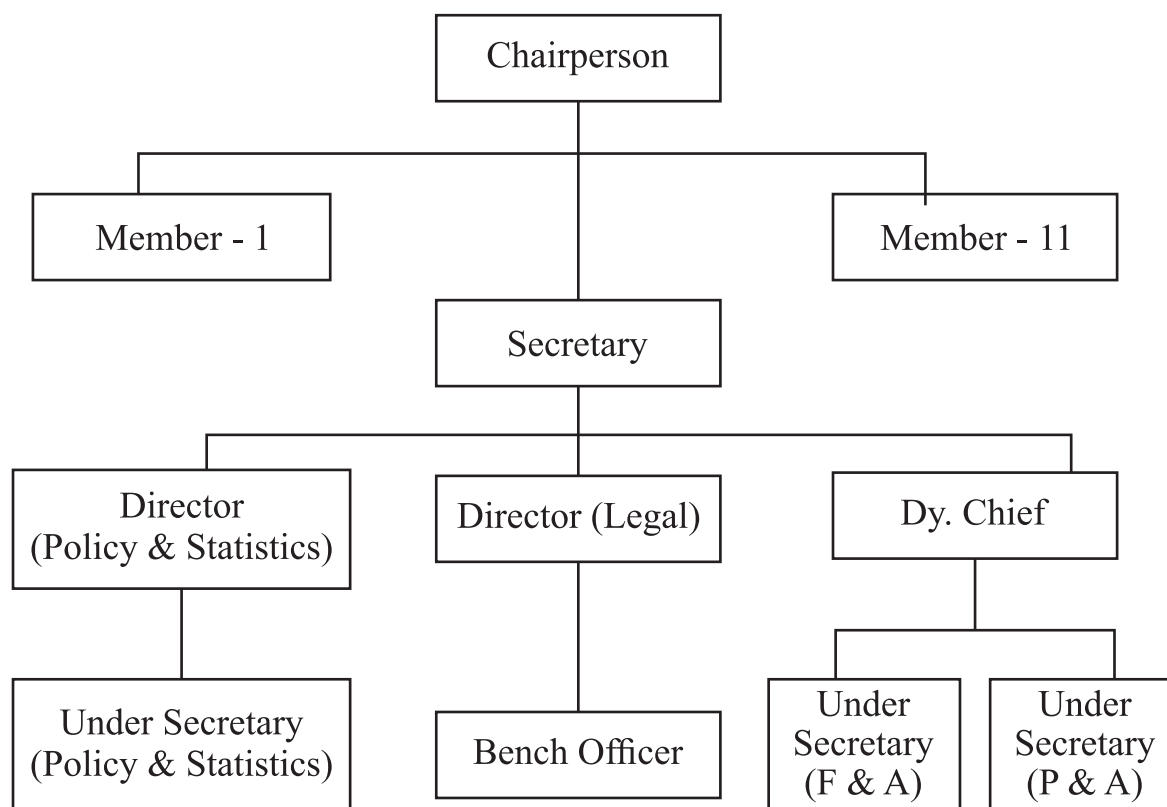 Chairperson
Member - 1
Member - 11
Secretary
Director
(Policy & Statistics)
Director (Legal)
Dy. Chief
Under Secretary
(Policy & Statistics)
Bench Officer
Under
Secretary
(F & A)
Under
Secretary
(P & A)